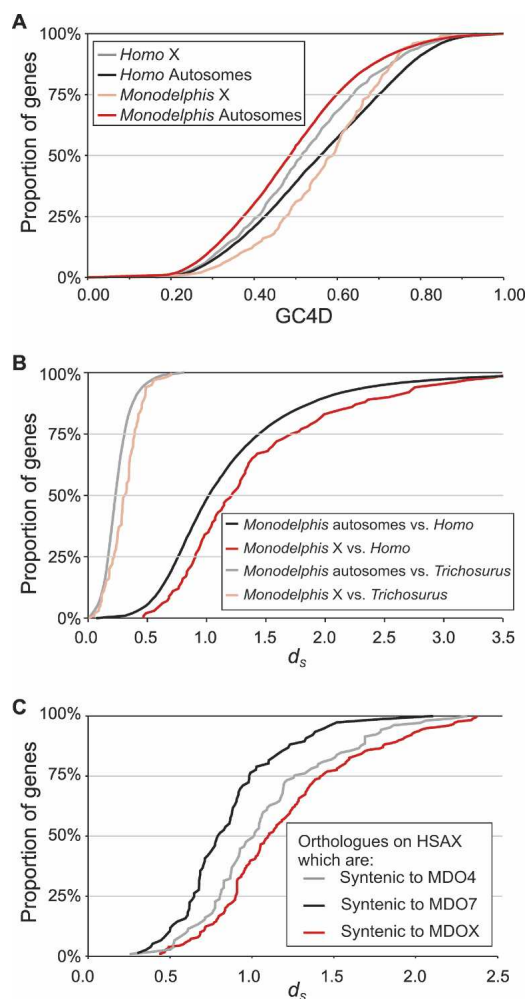 A
Proportion of genes
100%
75%
50%
25%
0%
Homo X
Homo Autosomes
Monodelphis X
Monodelphis Autosomes
0.00 0.20 0.40 0.60 0.80 1.00
GC4D
B
Proportion of genes
100%
75%
50%
25%
0%
Monodelphis autosomes vs. Homo
Monodelphis X vs. Homo
Monodelphis autosomes vs. Trichosurus
Monodelphis X vs. Trichosurus
0.0 0.5 1.0 1.5 2.0 2.5 3.0 3.5
ds
C
Proportion of genes
100%
75%
50%
25%
0%
Orthologues on HSAX
which are:
Syntenic to MDO4
Syntenic to MDO7
Syntenic to MDOX
0.0 0.5 1.0 1.5 2.0 2.5
ds